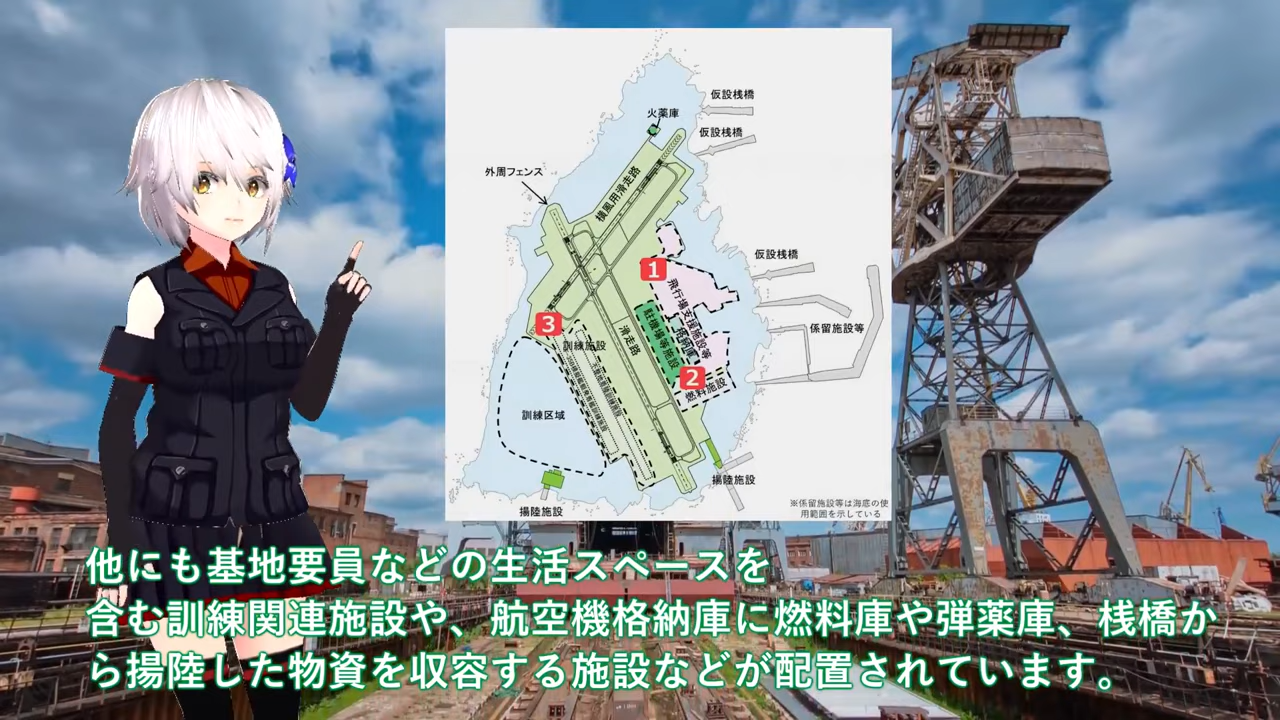 仮設桟橋
火薬庫
仮設桟橋
外周フェンス
横風用滑走路
仮設桟橋
1
飛行場支援施設等
係留施設等
3
訓練施設
滑走路
駐機場等施設
格納庫
2
燃料施設
訓練区域
揚陸施設
揚陸施設
※係留施設等は海底の使
用範囲を示している
他にも基地要員などの生活スペースを
含む訓練関連施設や、航空機格納庫に燃料庫や弾薬庫、桟橋か
ら揚陸した物資を収容する施設などが配置されています。